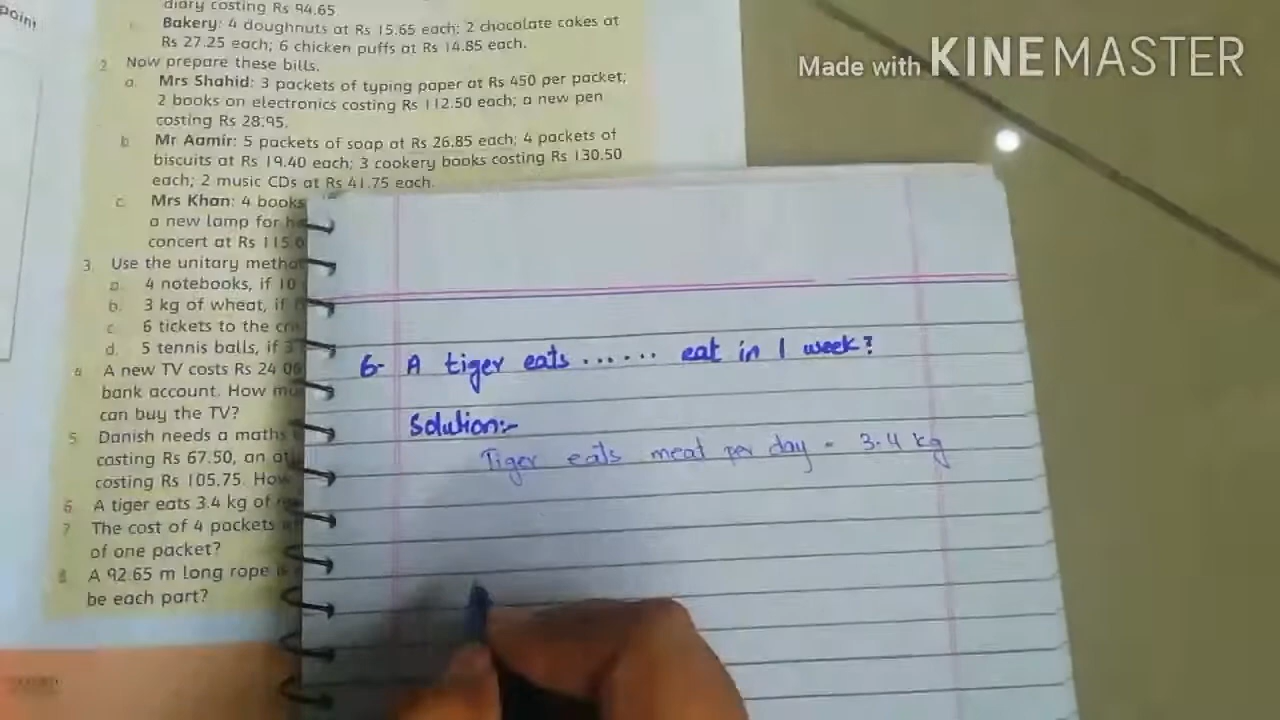 Point
diary costing Rs 94.65.
Bakery: 4 doughnuts at Rs 15.65 each; 2 chocolate cakes at
Rs 27.25 each; 6 chicken puffs at Rs 14.85 each.
2 Now prepare these bills.
a. Mrs Shahid: 3 packets of typing paper at Rs 450 per packet;
2 books on electronics costing Rs 112.50 each; a new pen
costing Rs 28.95.
b Mr Aamir: 5 packets of soap at Rs 26.85 each; 4 packets of
biscuits at Rs 19.40 each; 3 cookery books costing Rs 130.50
each; 2 music CDs at Rs 41.75 each.
c. Mrs Khan: 4 books
a new lamp for
concert at Rs 115.
3. Use the unitary
a. 4 notebooks, if 10
b. 3 kg of wheat, if
c. 6 tickets to the
d. 5 tennis balls, if
4 A new TV costs Rs 24
bank account. How
can buy the TV?
5 Danish needs a maths
costing Rs 67.50, an
costing Rs 105.75. How
6 A tiger eats 3.4 kg of
7 The cost of 4 packets
of one packet?
8 A 92.65 m long rope
be each part?
Made with KINEMASTER
6- A tiger eats ...... eat in 1 week?
Solution:-
Tiger eats meat per day = 3.4 kg